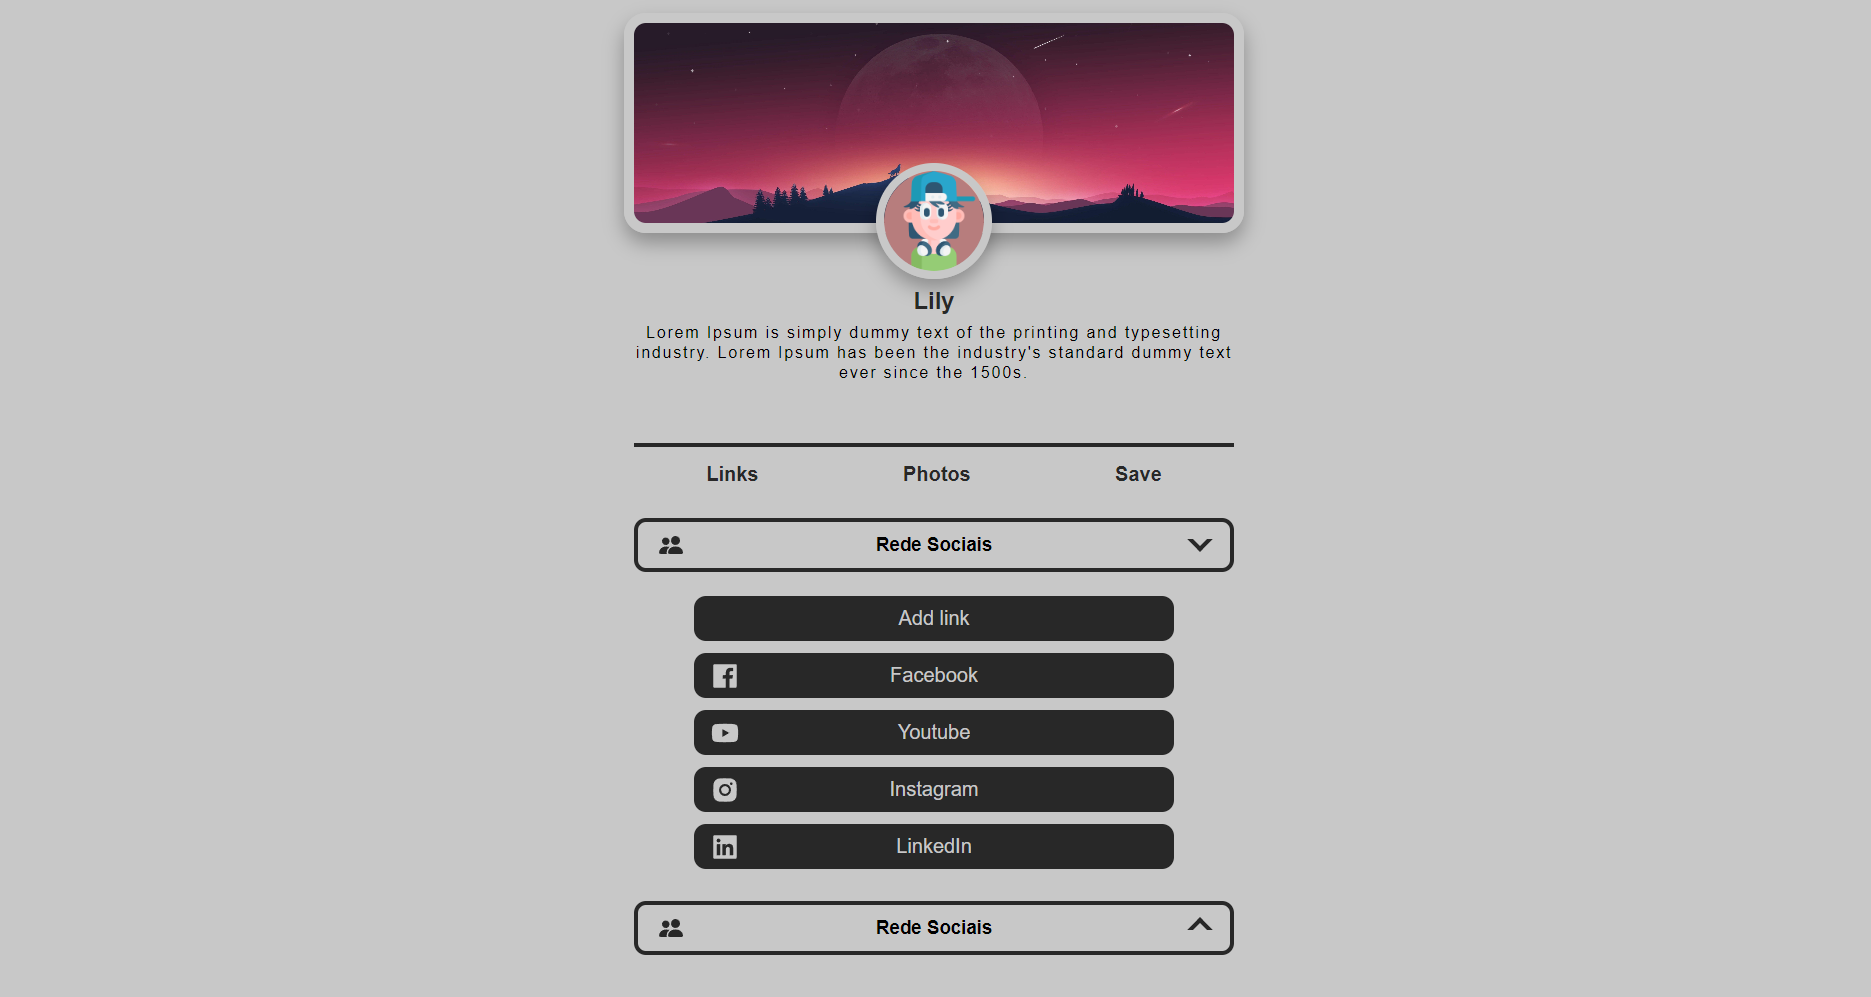 Lily
Lorem Ipsum is simply dummy text of the printing and typesetting
industry. Lorem Ipsum has been the industry's standard dummy text
ever since the 1500s.
Links Photos Save
Rede Sociais
Add link
Facebook
Youtube
Instagram
LinkedIn
Rede Sociais